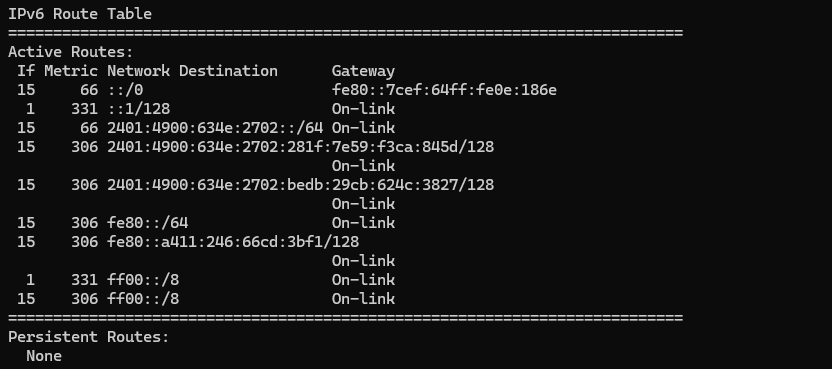 IPv6 Route Table
===========================================================================
Active Routes:
 If Metric Network Destination      Gateway
 15     66 ::/0                     fe80::7cef:64ff:fe0e:186e
  1    331 ::1/128                  On-link
 15     66 2401:4900:634e:2702::/64 On-link
 15    306 2401:4900:634e:2702:281f:7e59:f3ca:845d/128
                                    On-link
 15    306 2401:4900:634e:2702:bedb:29cb:624c:3827/128
                                    On-link
 15    306 fe80::/64                On-link
 15    306 fe80::a411:246:66cd:3bf1/128
                                    On-link
  1    331 ff00::/8                 On-link
 15    306 ff00::/8                 On-link
===========================================================================
Persistent Routes:
  None